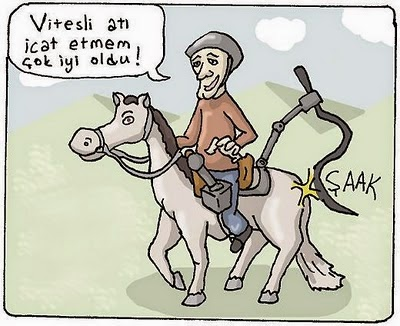 Vitesli atı
icat etmem
çok iyi oldu!
ŞAAK